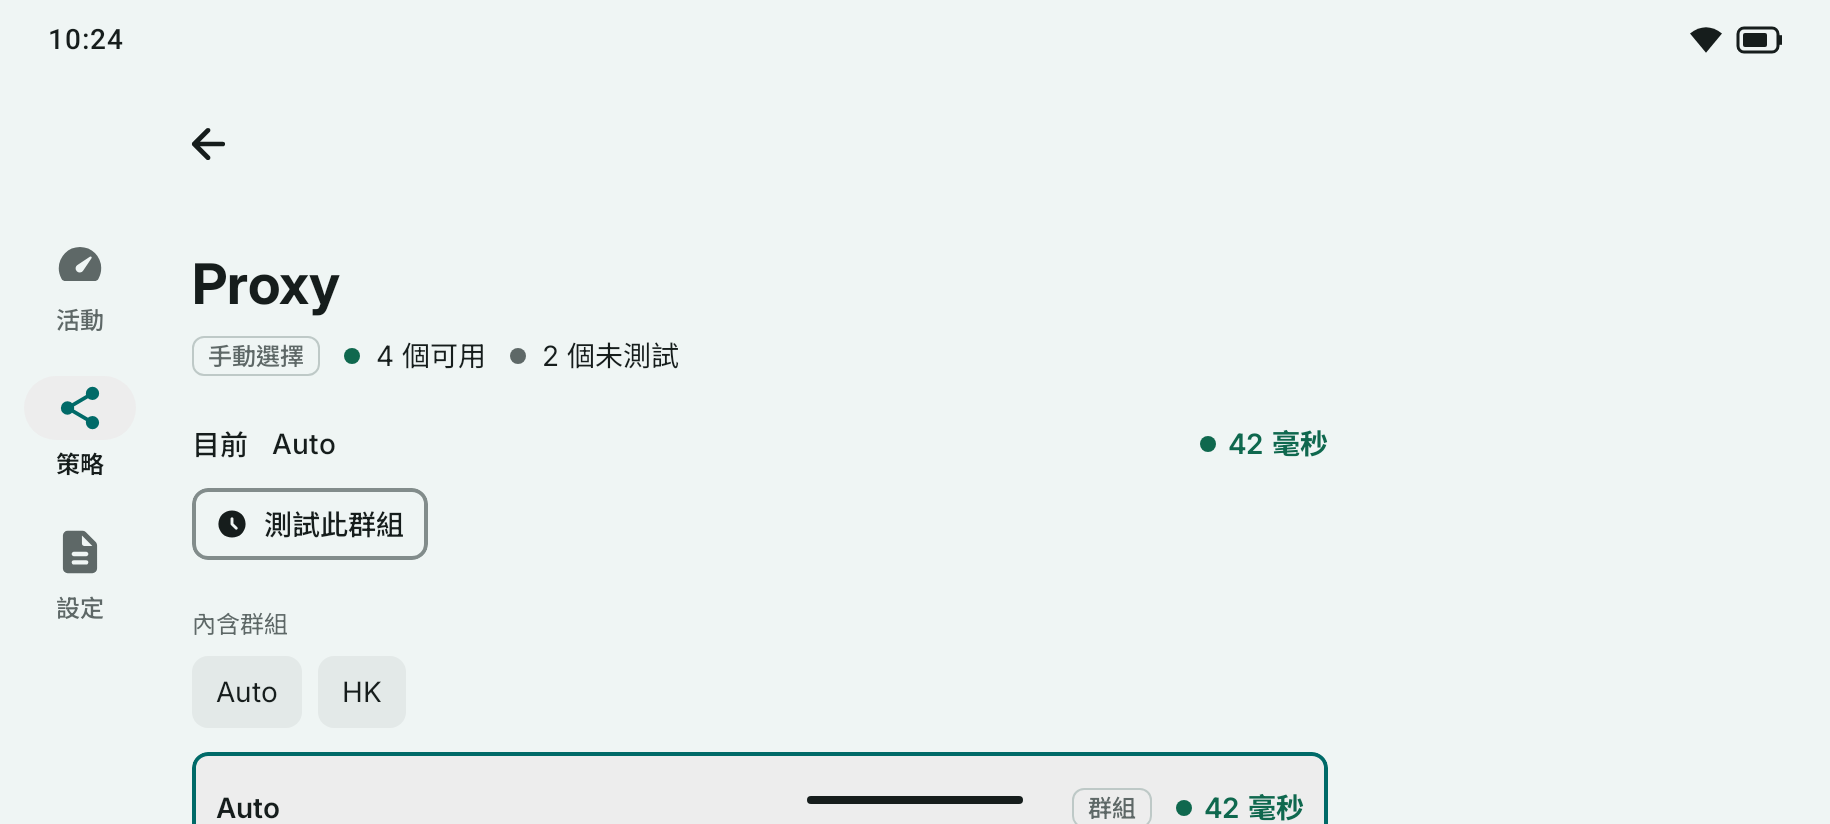 10:24
Proxy
手動選擇 4 個可用 2 個未測試
目前 Auto 42 毫秒
測試此群組
內含群組
Auto HK
Auto 群組 42 毫秒
活動
策略
設定